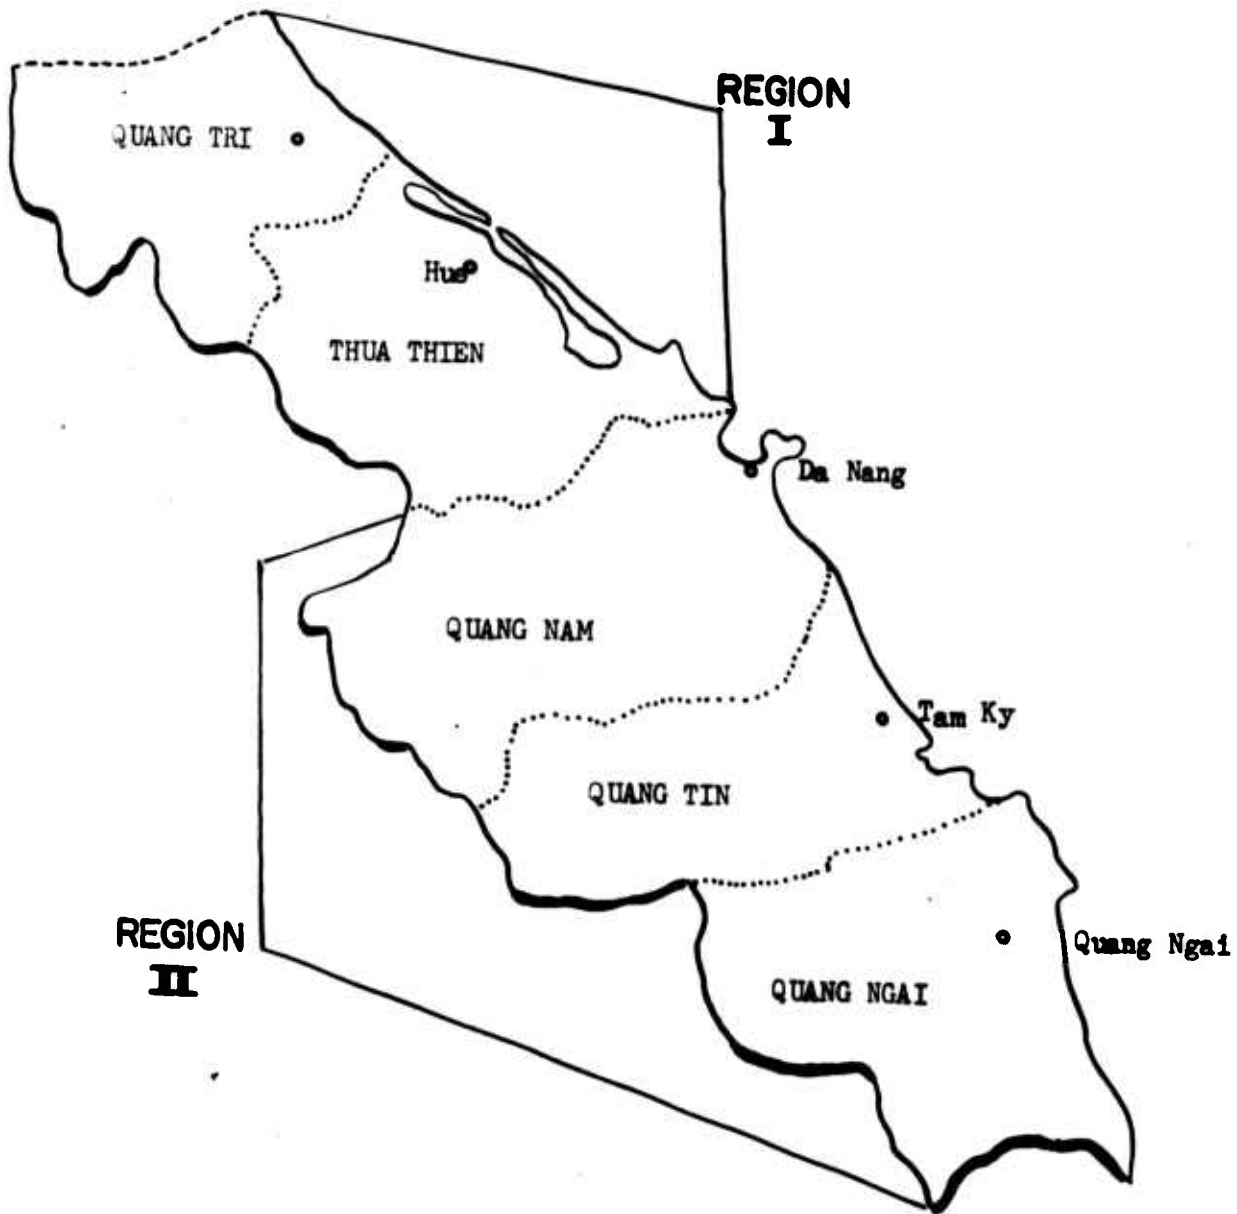 REGION
I
QUANG TRI
Hue
THUA THIEN
Da Nang
QUANG NAM
Tam Ky
QUANG TIN
REGION
II
Quang Ngai
QUANG NGAI